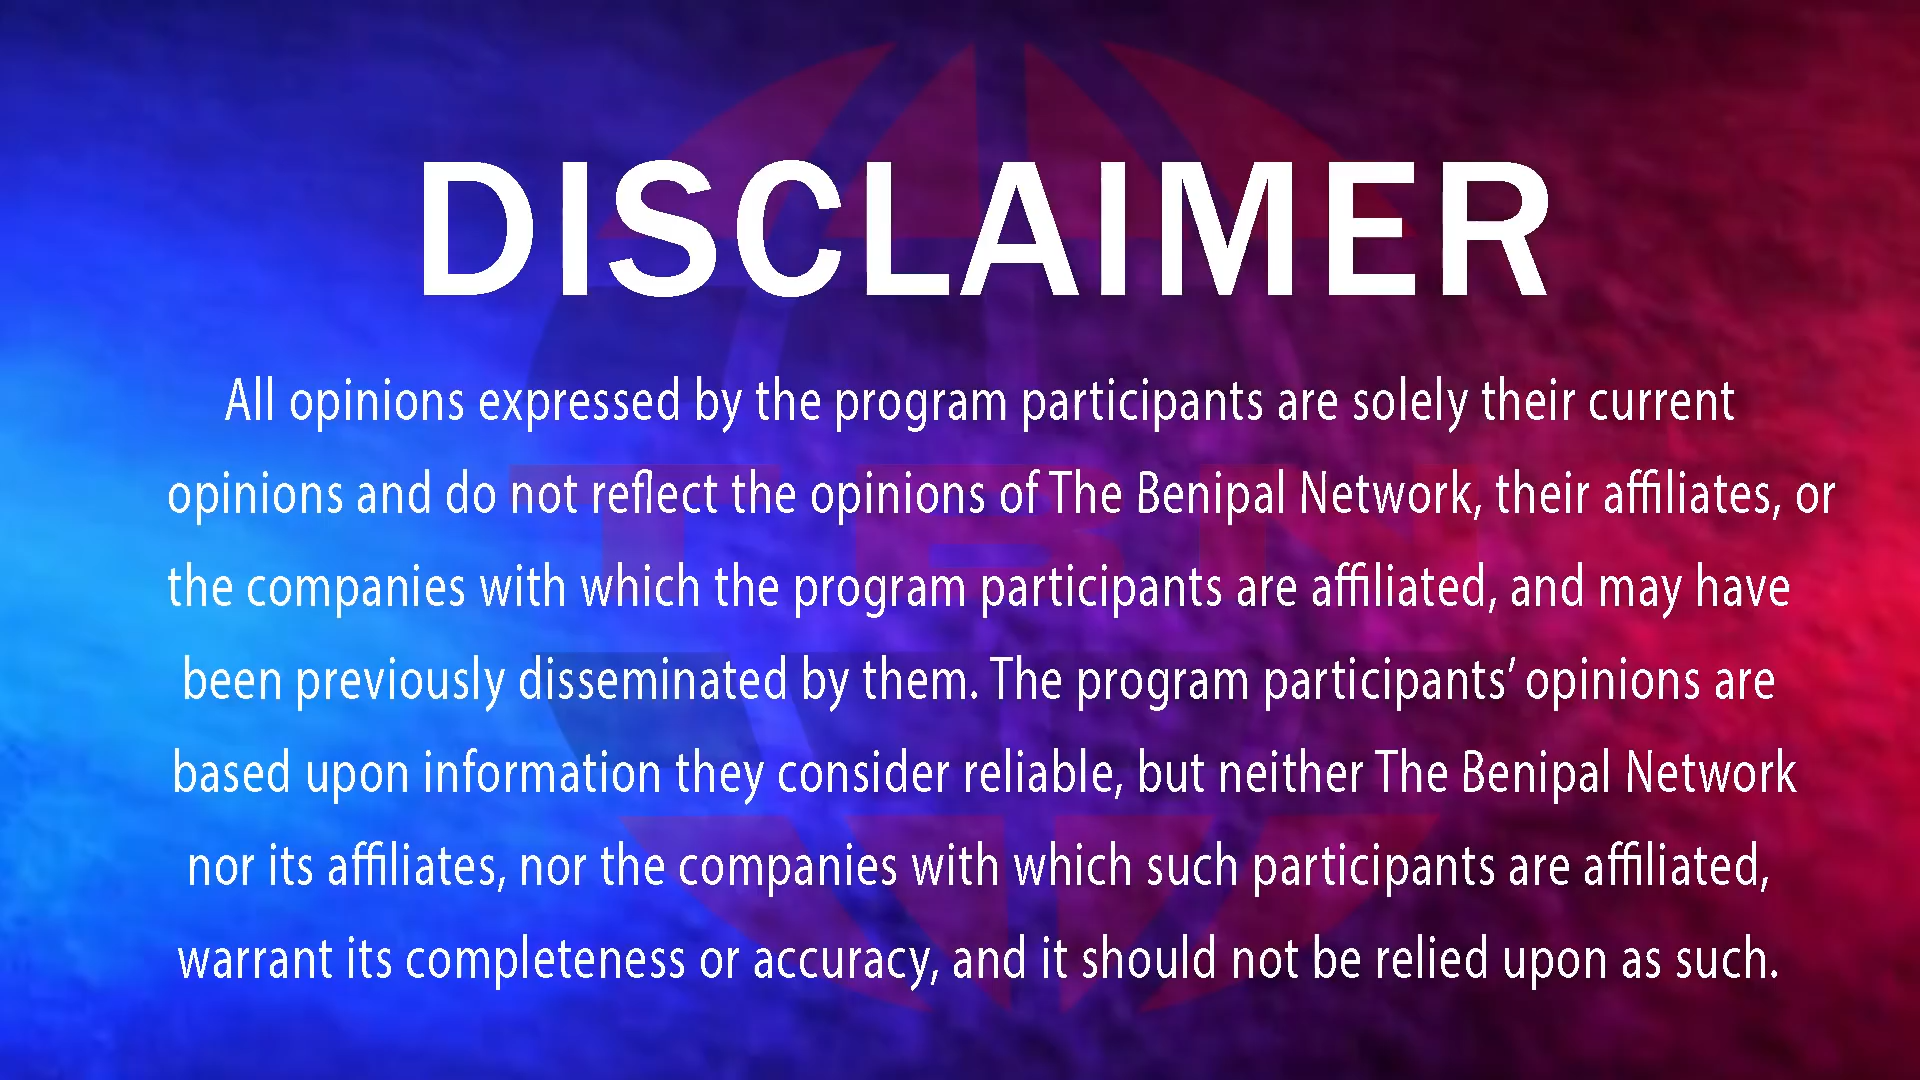 DISCLAIMER
All opinions expressed by the program participants are solely their current
opinions and do not reflect the opinions of The Benipal Network, their affiliates, or
the companies with which the program participants are affiliated, and may have
been previously disseminated by them. The program participants’ opinions are
based upon information they consider reliable, but neither The Benipal Network
nor its affiliates, nor the companies with which such participants are affiliated,
warrant its completeness or accuracy, and it should not be relied upon as such.
TBN